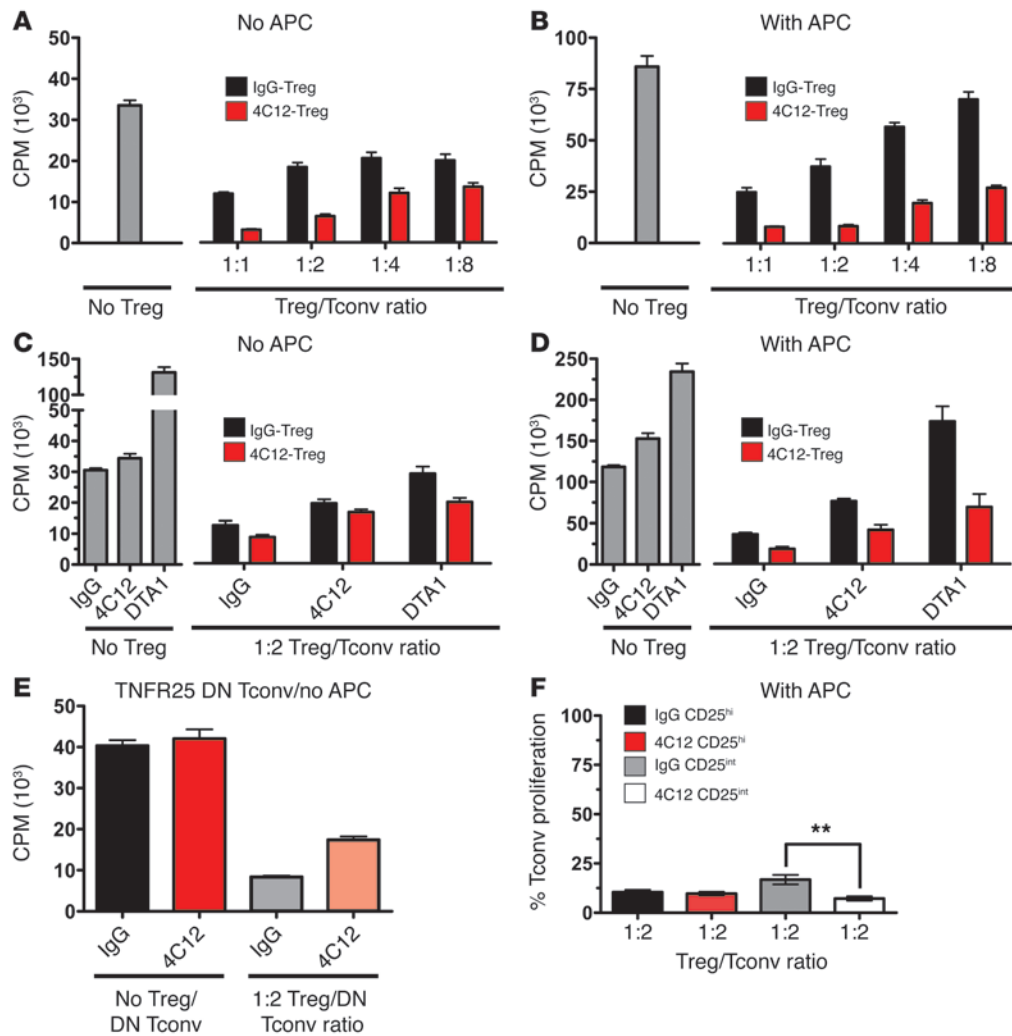 A
No APC
CPM (10³)
50
40
30
20
10
0
IgG-Treg
4C12-Treg
1:1 1:2 1:4 1:8
No Treg
Treg/Tconv ratio
B
With APC
CPM (10³)
100
75
50
25
0
IgG-Treg
4C12-Treg
1:1 1:2 1:4 1:8
No Treg
Treg/Tconv ratio
C
No APC
CPM (10³)
150
100
50
40
30
20
10
0
IgG-Treg
4C12-Treg
IgG 4C12 DTA1
IgG 4C12 DTA1
No Treg
1:2 Treg/Tconv ratio
D
With APC
CPM (10³)
250
200
150
100
50
0
IgG-Treg
4C12-Treg
IgG 4C12 DTA1
IgG 4C12 DTA1
No Treg
1:2 Treg/Tconv ratio
E
TNFR25 DN Tconv/no APC
CPM (10³)
50
40
30
20
10
0
IgG 4C12 IgG 4C12
No Treg/
DN Tconv
1:2 Treg/DN
Tconv ratio
F
With APC
% Tconv proliferation
100
75
50
25
0
IgG CD25ʰⁱ
4C12 CD25ʰⁱ
IgG CD25ⁱⁿᵗ
4C12 CD25ⁱⁿᵗ
**
1:2 1:2 1:2 1:2
Treg/Tconv ratio